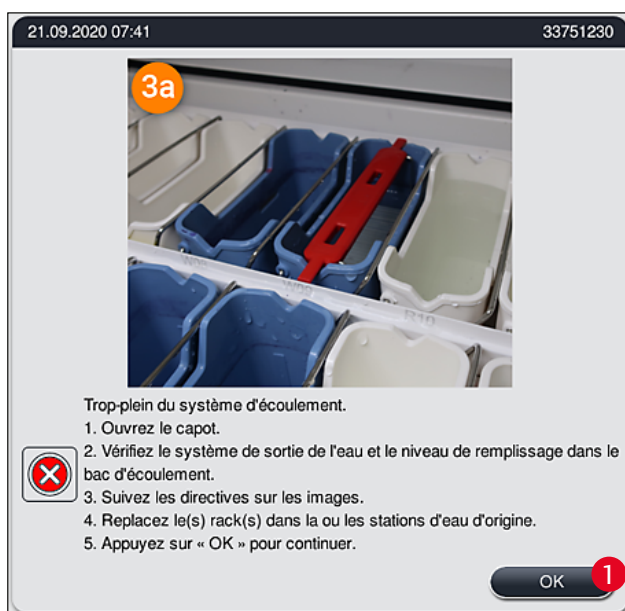 21.09.2020 07:41 33751230
3a
W08
W09
R10
Trop-plein du système d'écoulement.
1. Ouvrez le capot.
2. Vérifiez le système de sortie de l'eau et le niveau de remplissage dans le
bac d'écoulement.
3. Suivez les directives sur les images.
4. Replacez le(s) rack(s) dans la ou les stations d'eau d'origine.
5. Appuyez sur « OK » pour continuer.
OK 1